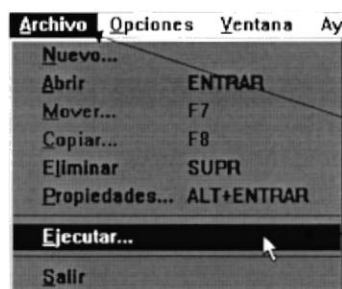 Archivo Opciones Ventana Ay
Nuevo...
Abrir ENTRAR
Mover... F7
Copiar... F8
Eliminar SUPR
Propiedades... ALT+ENTRAR
Ejecutar...
Salir